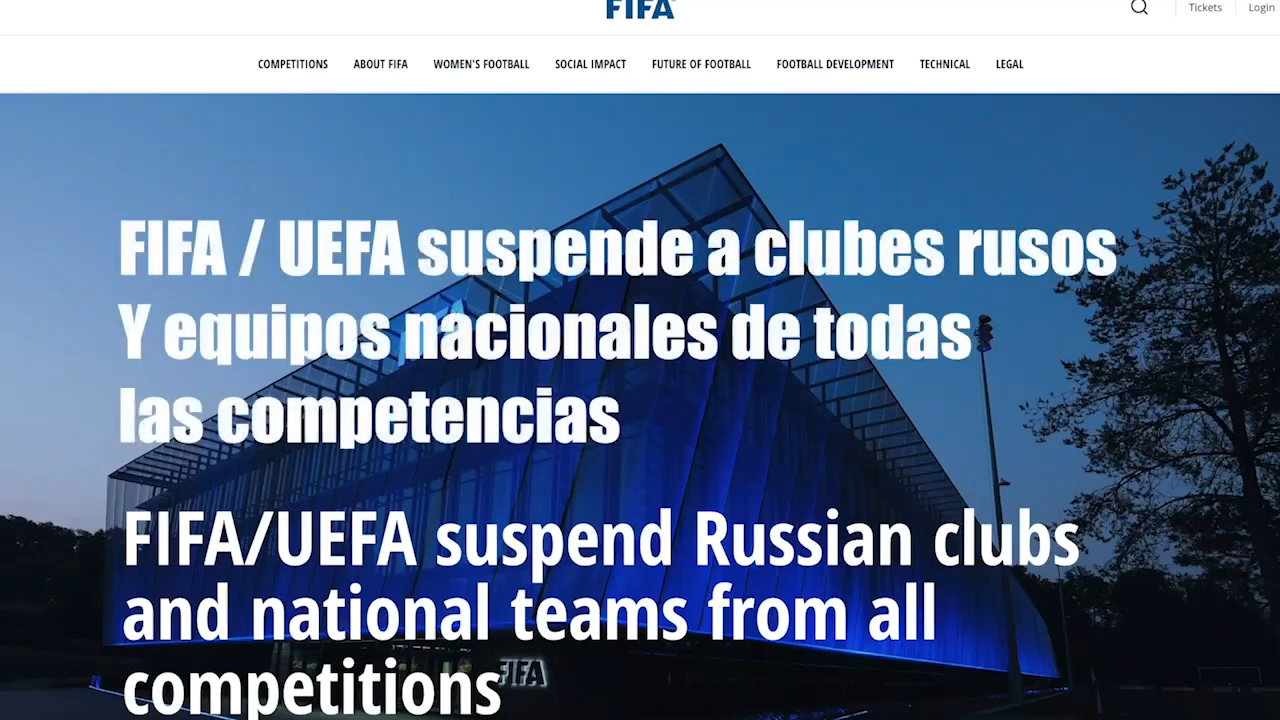 FIFA
Tickets
Login
COMPETITIONS ABOUT FIFA WOMEN'S FOOTBALL SOCIAL IMPACT FUTURE OF FOOTBALL FOOTBALL DEVELOPMENT TECHNICAL LEGAL
FIFA / UEFA suspende a clubes rusos
Y equipos nacionales de todas
las competencias
FIFA/UEFA suspend Russian clubs
and national teams from all
competitions
FIFA